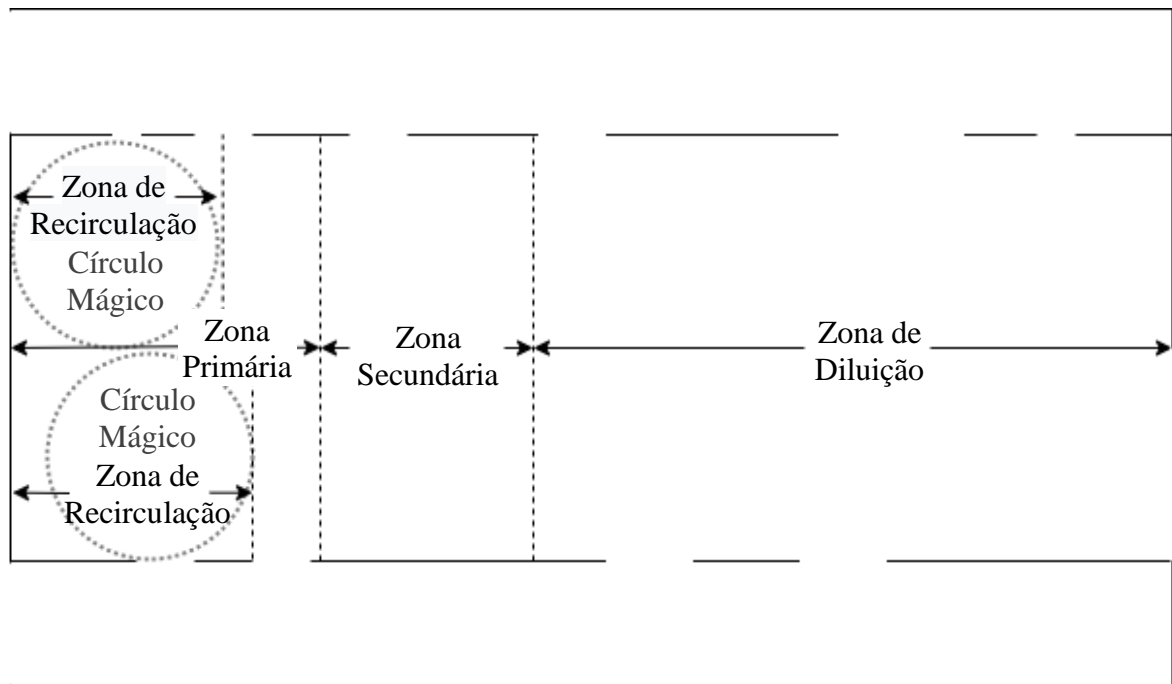 Zona de
Recirculação
Círculo
Mágico
Zona
Primária
Zona
Secundária
Zona de
Diluição
Círculo
Mágico
Zona de
Recirculação